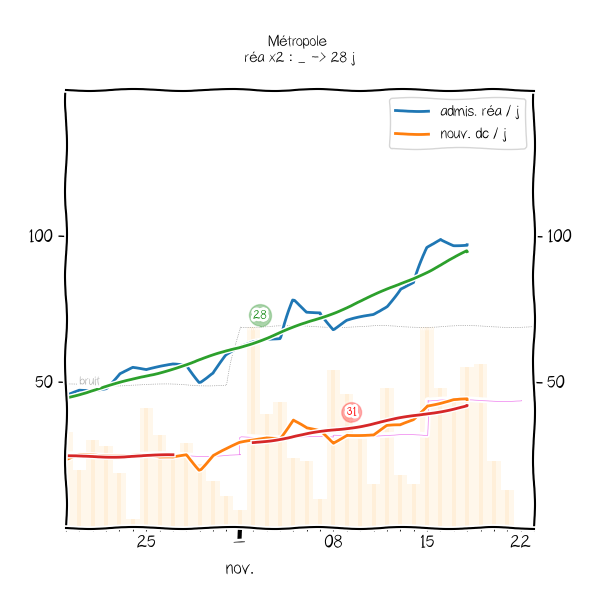 Métropole
réa x2 : _ -> 28 j
admis. réa / j
nouv. dc / j
100
100
28
bruit
50
50
31
25
_
08
15
22
nov.